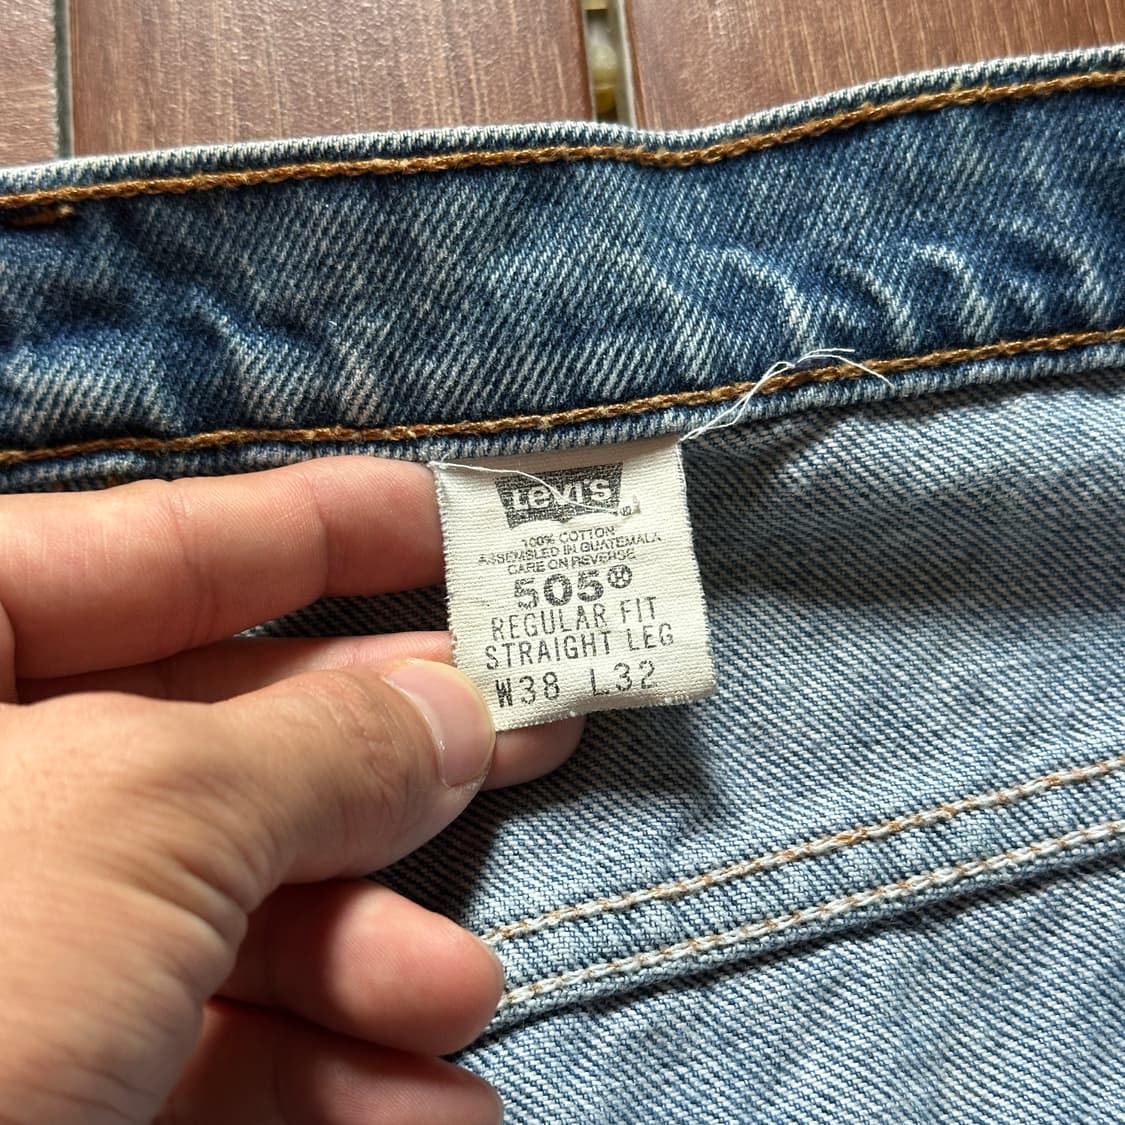 Levi's ®
100% COTTON
ASSEMBLED IN GUATEMALA
CARE ON REVERSE
505®
REGULAR FIT
STRAIGHT LEG
W38 L32